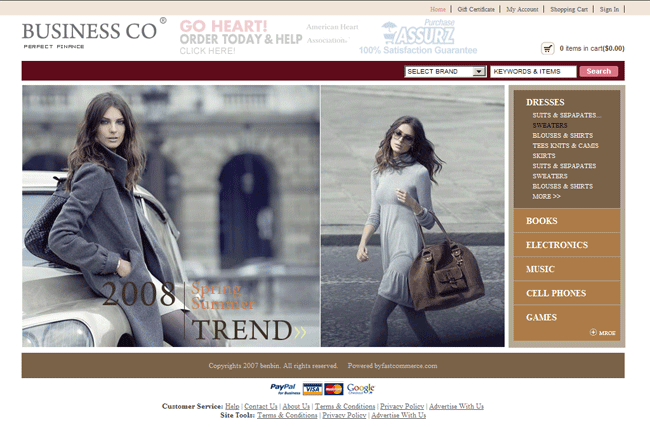 Home | Gift Certificate | My Account | Shopping Cart | Sign In |
BUSINESS CO®
PERFECT FINANCE
GO HEART!
ORDER TODAY & HELP
CLICK HERE!
American Heart
Association.
Purchase
ASSURZ
100% Satisfaction Guarantee
0 items in cart($0.00)
SELECT BRAND
KEYWORDS & ITEMS
Search
2008 Spring
Summer
TREND»
DRESSES
SUITS & SEPAPATES...
SWEATERS
BLOUSES & SHIRTS
TEES KNITS & CAMIS
SKIRTS
SUITS & SEPAPATES
SWEATERS
BLOUSES & SHIRTS
MORE >>
BOOKS
ELECTRONICS
MUSIC
CELL PHONES
GAMES
MROE
Copyrights 2007 benbin. All rights reserved. Powered byfastcommerce.com
PayPal
for Business
VISA
MasterCard
Google
Customer Service: Help | Contact Us | About Us | Terms & Conditions | Privacy Policy | Advertise With Us
Site Tools: Terms & Conditions | Privacy Policy | Advertise With Us